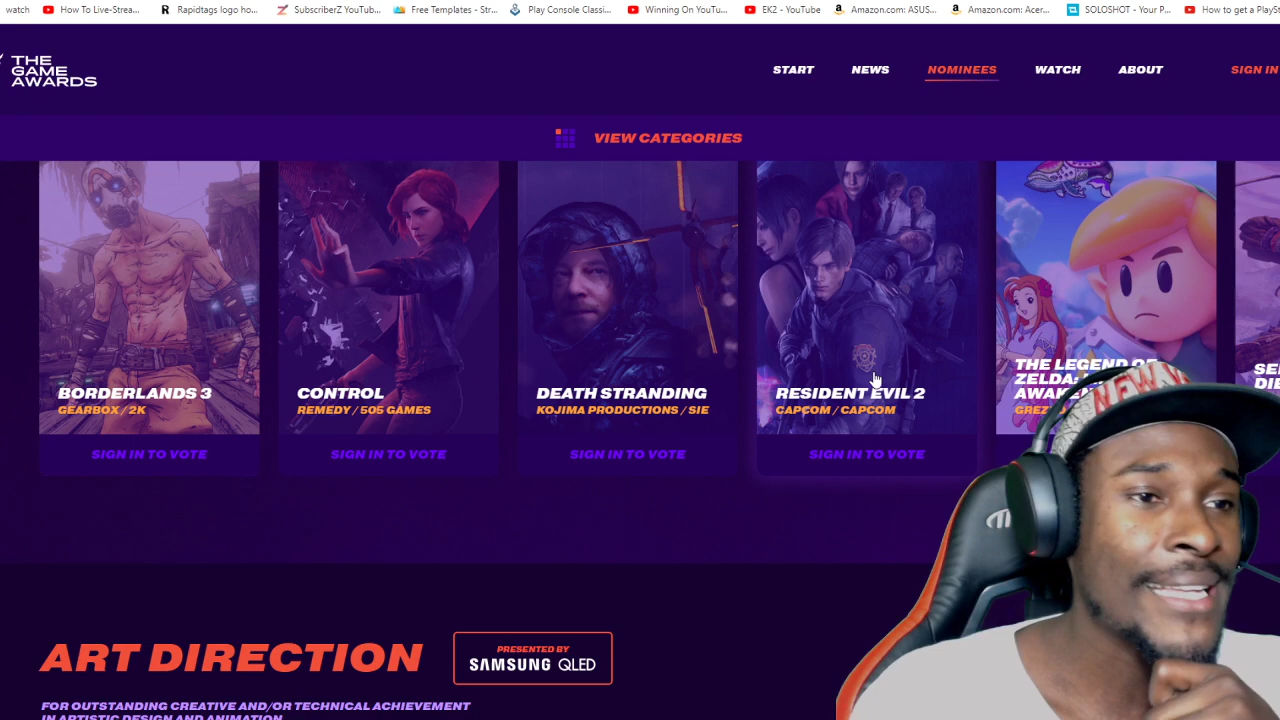 watch How To Live-Strea... Rapidtags logo ho... SubscriberZ YouTub... Free Templates - Str... Play Console Classi... Winning On YouTu... EK2 - YouTube Amazon.com: ASUS... Amazon.com: Acer... SOLOSHOT - Your P... How to get a PlaySt
THE
GAME
AWARDS
START NEWS NOMINEES WATCH ABOUT SIGN IN
VIEW CATEGORIES
BORDERLANDS 3
GEARBOX / 2K
SIGN IN TO VOTE
CONTROL
REMEDY / 505 GAMES
SIGN IN TO VOTE
DEATH STRANDING
KOJIMA PRODUCTIONS / SIE
SIGN IN TO VOTE
RESIDENT EVIL 2
CAPCOM / CAPCOM
SIGN IN TO VOTE
THE LEGEND OF
ZELDA:
GREZ
SE
DIE
ART DIRECTION
PRESENTED BY
SAMSUNG QLED
FOR OUTSTANDING CREATIVE AND/OR TECHNICAL ACHIEVEMENT
IN ARTISTIC DESIGN AND ANIMATION